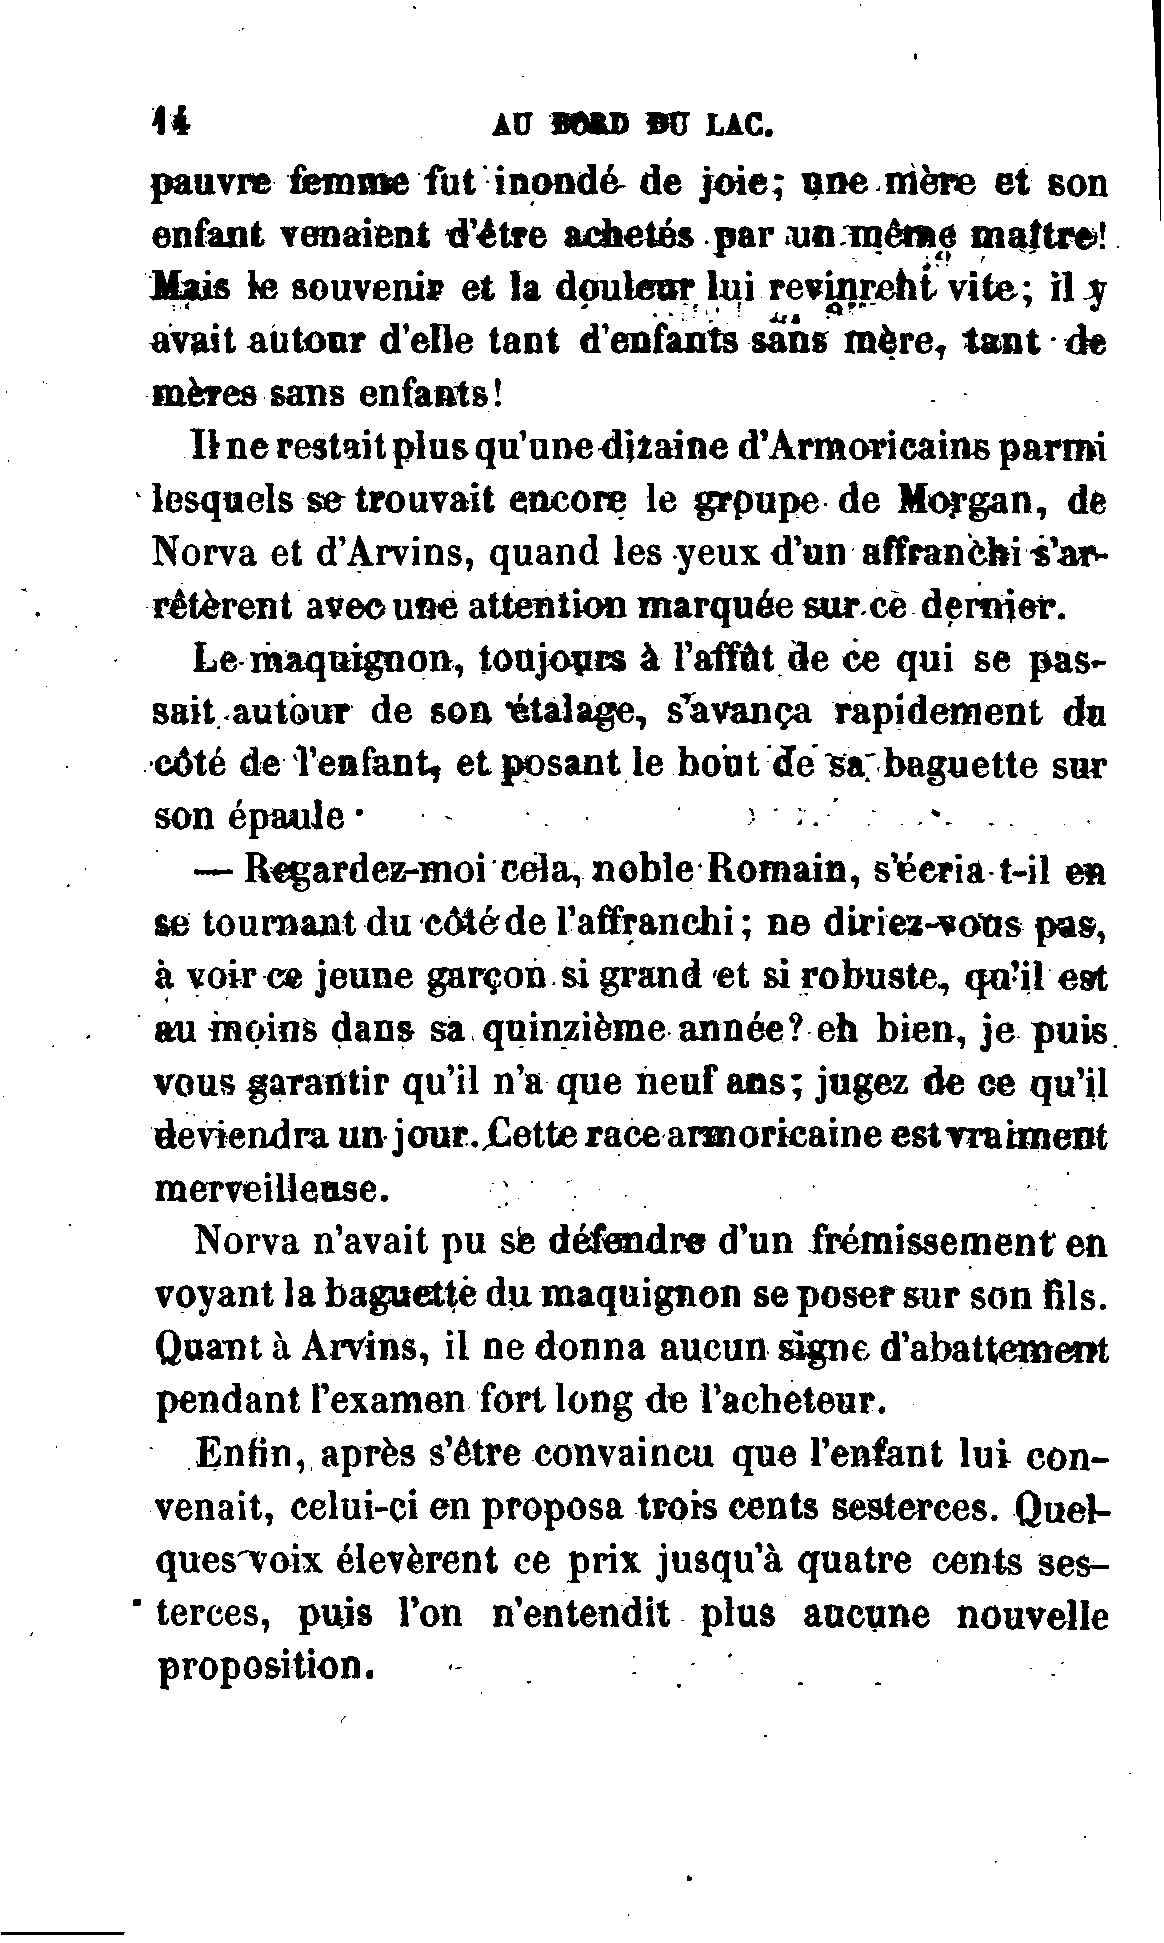 14 AU BORD DU LAC.
pauvre femme fut inondé de joie; une mère et son
enfant venaient d'être achetés par un même maître!
Mais le souvenir et la douleur lui revinrent vite; il y
avait autour d'elle tant d'enfants sans mère, tant de
mères sans enfants!
Il ne restait plus qu'une dizaine d'Armoricains parmi
lesquels se trouvait encore le groupe de Morgan, de
Norva et d'Arvins, quand les yeux d'un affranchi s'ar-
rêtèrent avec une attention marquée sur ce dernier.
Le maquignon, toujours à l'affût de ce qui se pas-
sait autour de son étalage, s'avança rapidement du
côté de l'enfant, et posant le bout de sa baguette sur
son épaule·
— Regardez-moi cela, noble Romain, s'écria-t-il en
se tournant du côté de l'affranchi; ne diriez-vous pas,
à voir ce jeune garçon si grand et si robuste, qu'il est
au moins dans sa quinzième année? eh bien, je puis
vous garantir qu'il n'a que neuf ans; jugez de ce qu'il
deviendra un jour. Cette race armoricaine est vraiment
merveilleuse.
Norva n'avait pu se défendre d'un frémissement en
voyant la baguette du maquignon se poser sur son fils.
Quant à Arvins, il ne donna aucun signe d'abattement
pendant l'examen fort long de l'acheteur.
Enfin, après s'être convaincu que l'enfant lui con-
venait, celui-ci en proposa trois cents sesterces. Quel-
ques voix élevèrent ce prix jusqu'à quatre cents ses-
terces, puis l'on n'entendit plus aucune nouvelle
proposition.